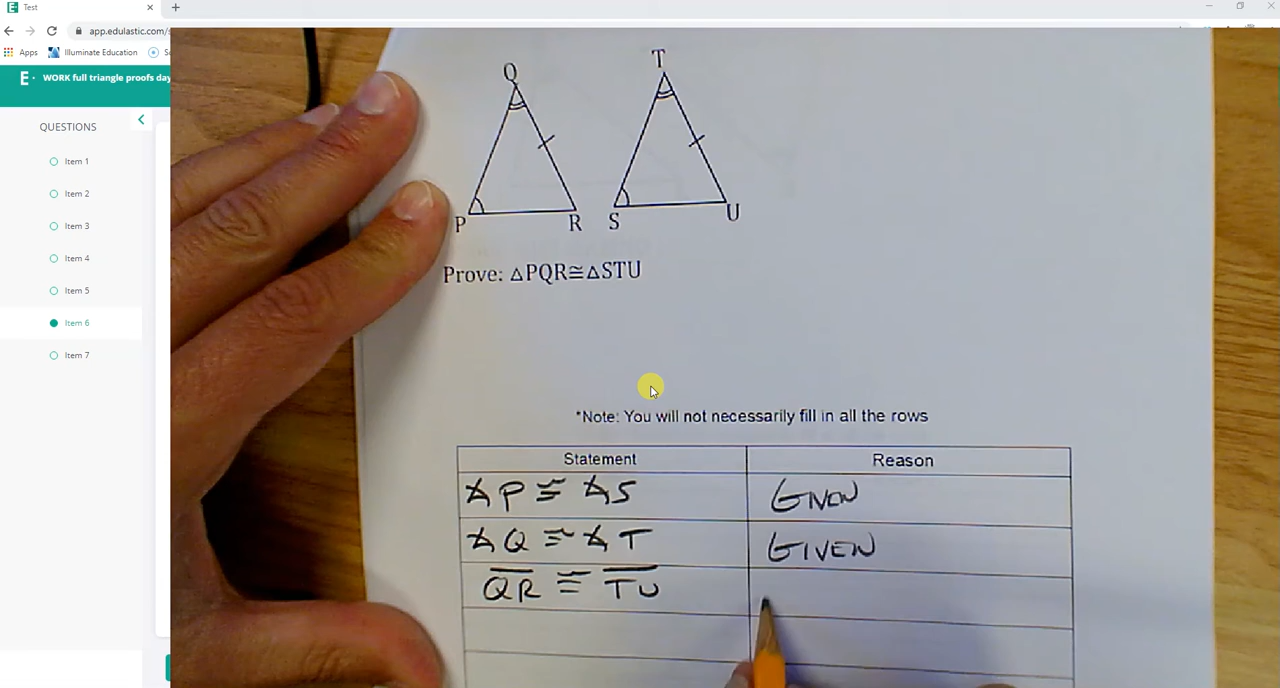 Test
app.edulastic.com/s
Apps Illuminate Education
E· WORK full triangle proofs day
QUESTIONS
Item 1
Item 2
Item 3
Item 4
Item 5
Item 6
Item 7
Q T
P R S U
Prove: △PQR≅△STU
*Note: You will not necessarily fill in all the rows
Statement Reason
∡P ≅ ∡S GIVEN
∡Q ≅ ∡T GIVEN
Q̅R̅ ≅ T̅U̅